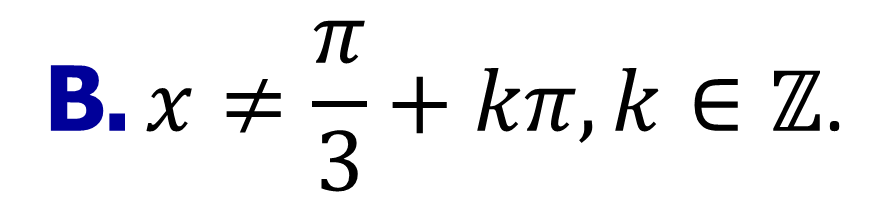 B. x ≠ π/3 + kπ, k ∈ ℤ.